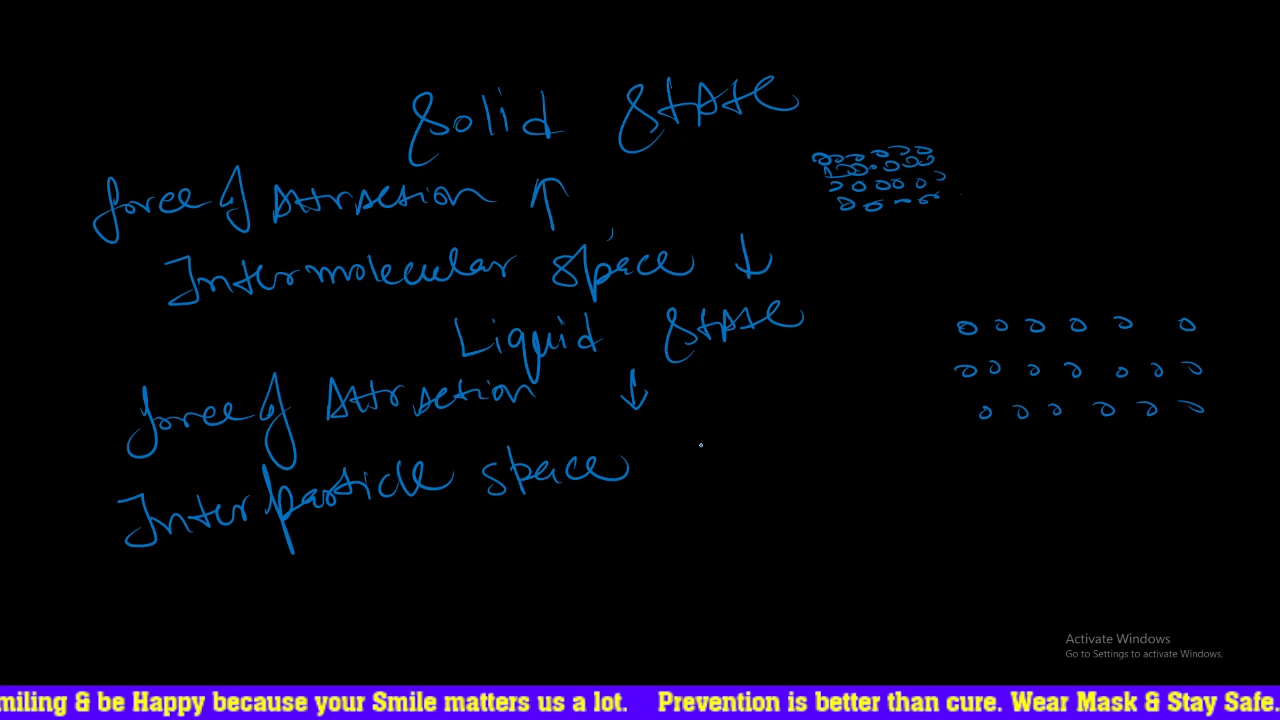 Solid State
force of Attraction ↑
Intermolecular space ↓
Liquid State
force of Attraction ↓
Interparticle space
Activate Windows
Go to Settings to activate Windows.
miling & be Happy because your Smile matters us a lot. Prevention is better than cure. Wear Mask & Stay Safe.